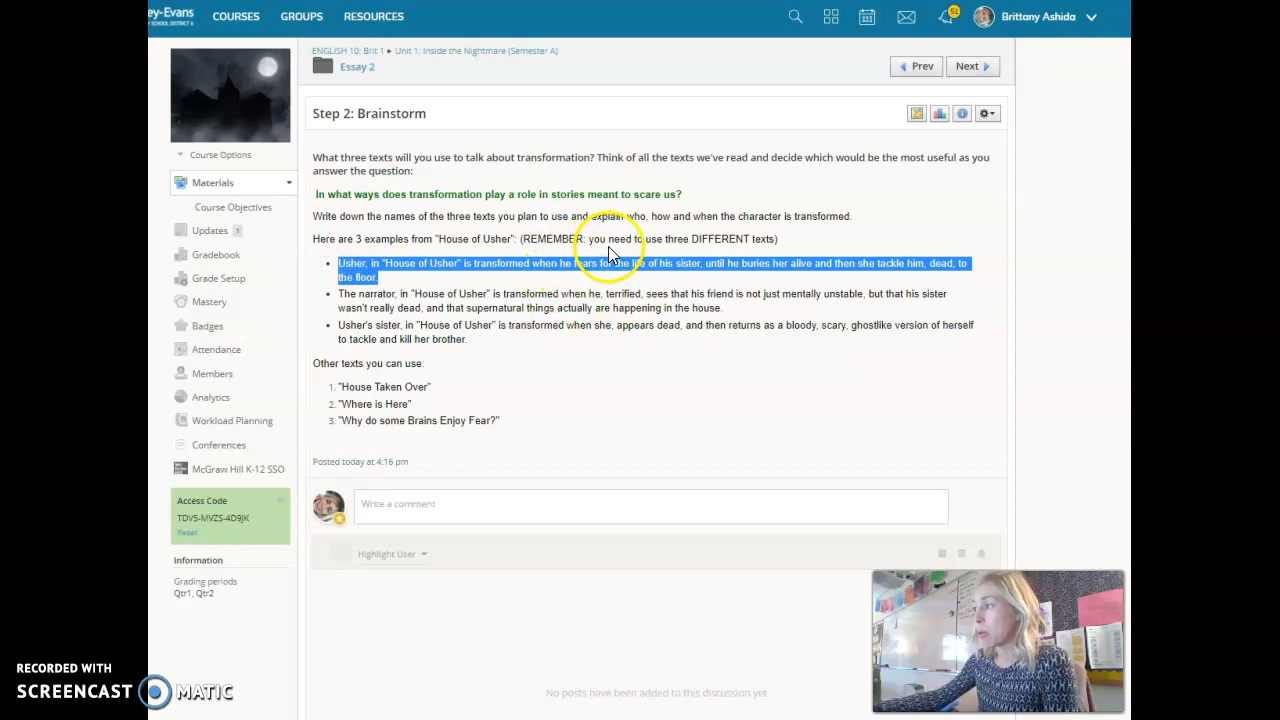 ey-Evans
SCHOOL DISTRICT 6
COURSES
GROUPS
RESOURCES
51
Brittany Ashida
ENGLISH 10: Brit 1 ▸ Unit 1: Inside the Nightmare (Semester A)
Essay 2
Prev
Next
Step 2: Brainstorm
Course Options
Materials
Course Objectives
Updates 1
Gradebook
Grade Setup
Mastery
Badges
Attendance
Members
Analytics
Workload Planning
Conferences
McGraw Hill K-12 SSO
Access Code
TDV5-MVZS-4D9JK
Reset
Information
Grading periods
Qtr1, Qtr2
What three texts will you use to talk about transformation? Think of all the texts we've read and decide which would be the most useful as you
answer the question:
In what ways does transformation play a role in stories meant to scare us?
Write down the names of the three texts you plan to use and explain who, how and when the character is transformed.
Here are 3 examples from "House of Usher": (REMEMBER: you need to use three DIFFERENT texts)
• Usher, in "House of Usher" is transformed when he fears for the life of his sister, until he buries her alive and then she tackle him, dead, to
the floor.
• The narrator, in "House of Usher" is transformed when he, terrified, sees that his friend is not just mentally unstable, but that his sister
wasn't really dead, and that supernatural things actually are happening in the house.
• Usher's sister, in "House of Usher" is transformed when she, appears dead, and then returns as a bloody, scary, ghostlike version of herself
to tackle and kill her brother.
Other texts you can use:
1. "House Taken Over"
2. "Where is Here"
3. "Why do some Brains Enjoy Fear?"
Posted today at 4:16 pm
Write a comment
Highlight User
No posts have been added to this discussion yet
RECORDED WITH
SCREENCAST MATIC